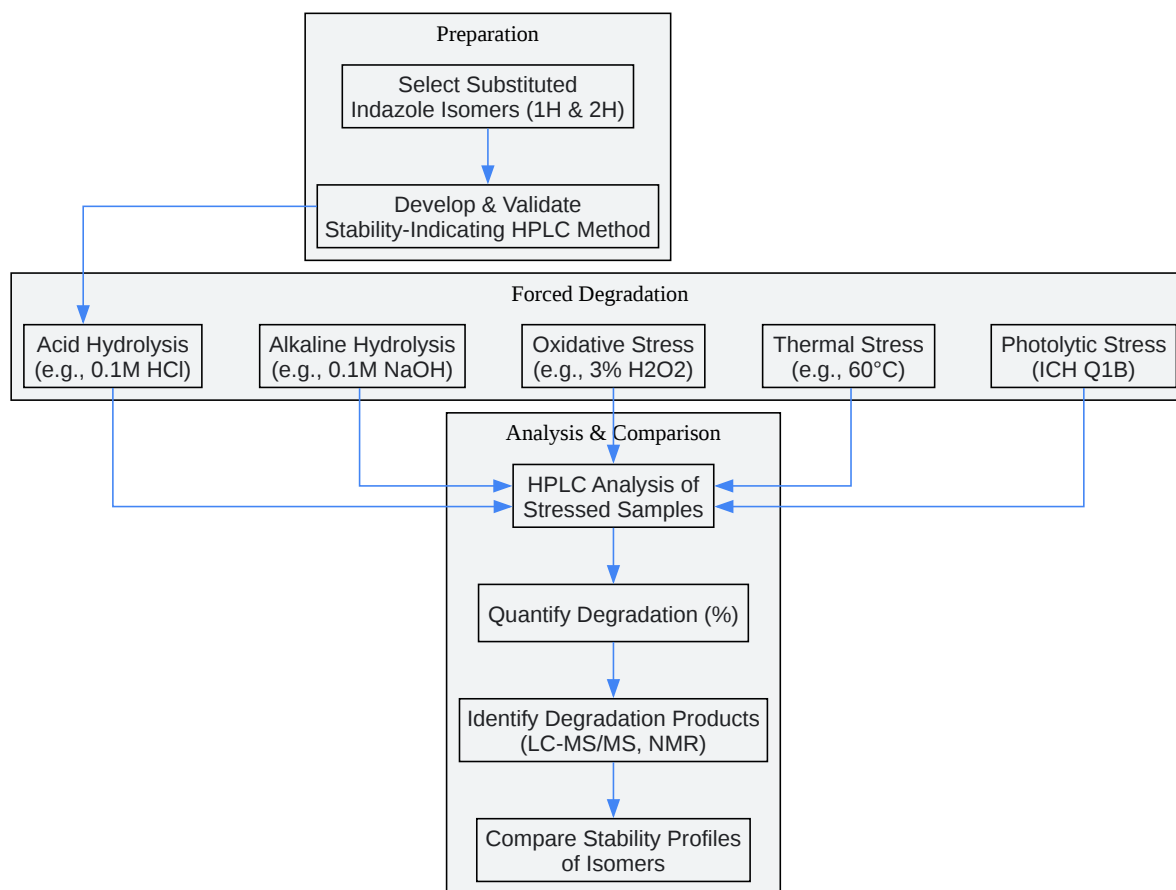 Preparation
Select Substituted
Indazole Isomers (1H & 2H)
Develop & Validate
Stability-Indicating HPLC Method
Forced Degradation
Acid Hydrolysis
(e.g., 0.1M HCl)
Alkaline Hydrolysis
(e.g., 0.1M NaOH)
Oxidative Stress
(e.g., 3% H2O2)
Thermal Stress
(e.g., 60°C)
Photolytic Stress
(ICH Q1B)
Analysis & Comparison
HPLC Analysis of
Stressed Samples
Quantify Degradation (%)
Identify Degradation Products
(LC-MS/MS, NMR)
Compare Stability Profiles
of Isomers